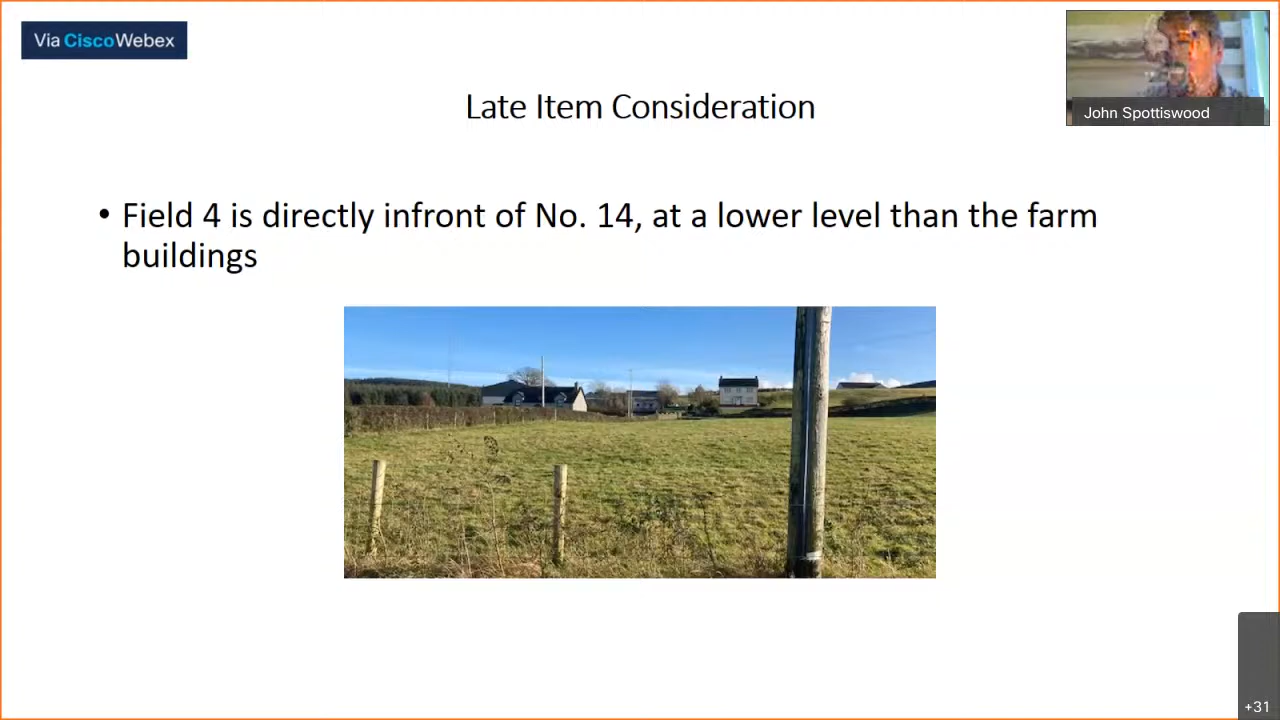 Via CiscoWebex
Late Item Consideration
John Spottiswood
• Field 4 is directly infront of No. 14, at a lower level than the farm
buildings
+31